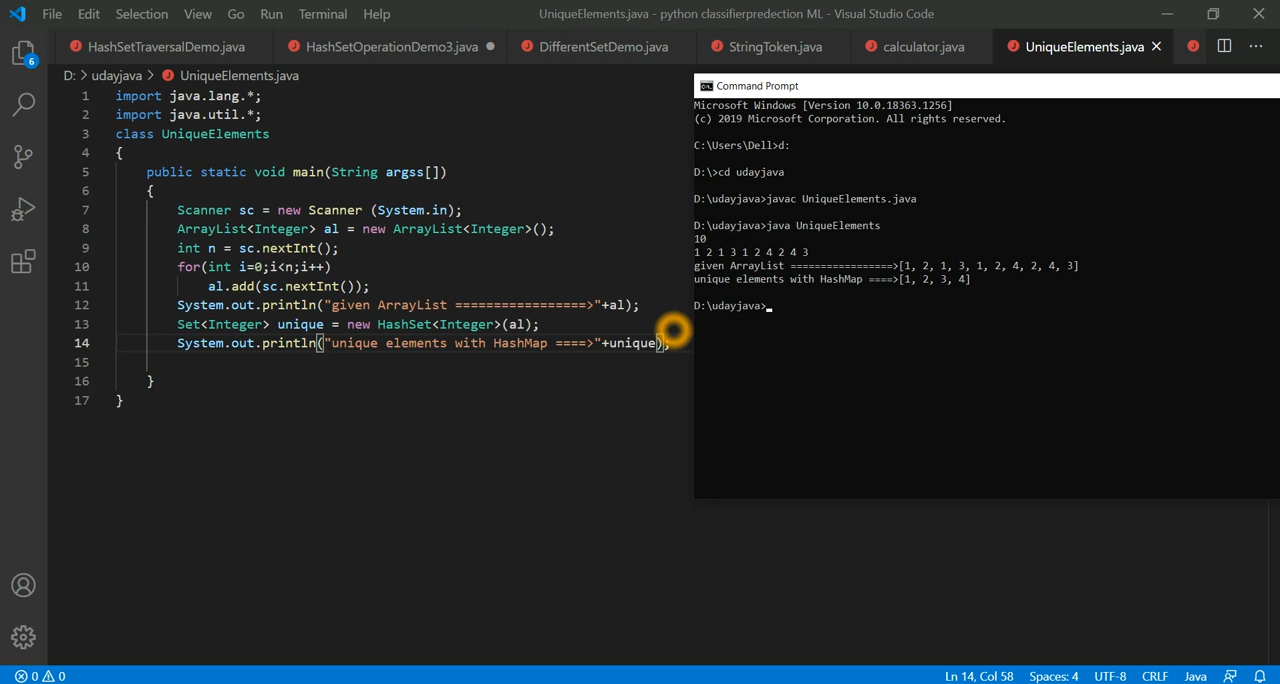 File Edit Selection View Go Run Terminal Help UniqueElements.java - python classifierpredection ML - Visual Studio Code
HashSetTraversalDemo.java HashSetOperationDemo3.java DifferentSetDemo.java StringToken.java calculator.java UniqueElements.java
D: > udayjava > UniqueElements.java
1 import java.lang.*;
2 import java.util.*;
3 class UniqueElements
4 {
5 public static void main(String argss[])
6 {
7 Scanner sc = new Scanner (System.in);
8 ArrayList<Integer> al = new ArrayList<Integer>();
9 int n = sc.nextInt();
10 for(int i=0;i<n;i++)
11 al.add(sc.nextInt());
12 System.out.println("given ArrayList =================>"+al);
13 Set<Integer> unique = new HashSet<Integer>(al);
14 System.out.println("unique elements with HashMap ====>"+unique);
15
16 }
17 }
Command Prompt
Microsoft Windows [Version 10.0.18363.1256]
(c) 2019 Microsoft Corporation. All rights reserved.
C:\Users\Dell>d:
D:\>cd udayjava
D:\udayjava>javac UniqueElements.java
D:\udayjava>java UniqueElements
10
1 2 1 3 1 2 4 2 4 3
given ArrayList =================>[1, 2, 1, 3, 1, 2, 4, 2, 4, 3]
unique elements with HashMap ====>[1, 2, 3, 4]
D:\udayjava>
6
0 0 Ln 14, Col 58 Spaces: 4 UTF-8 CRLF Java